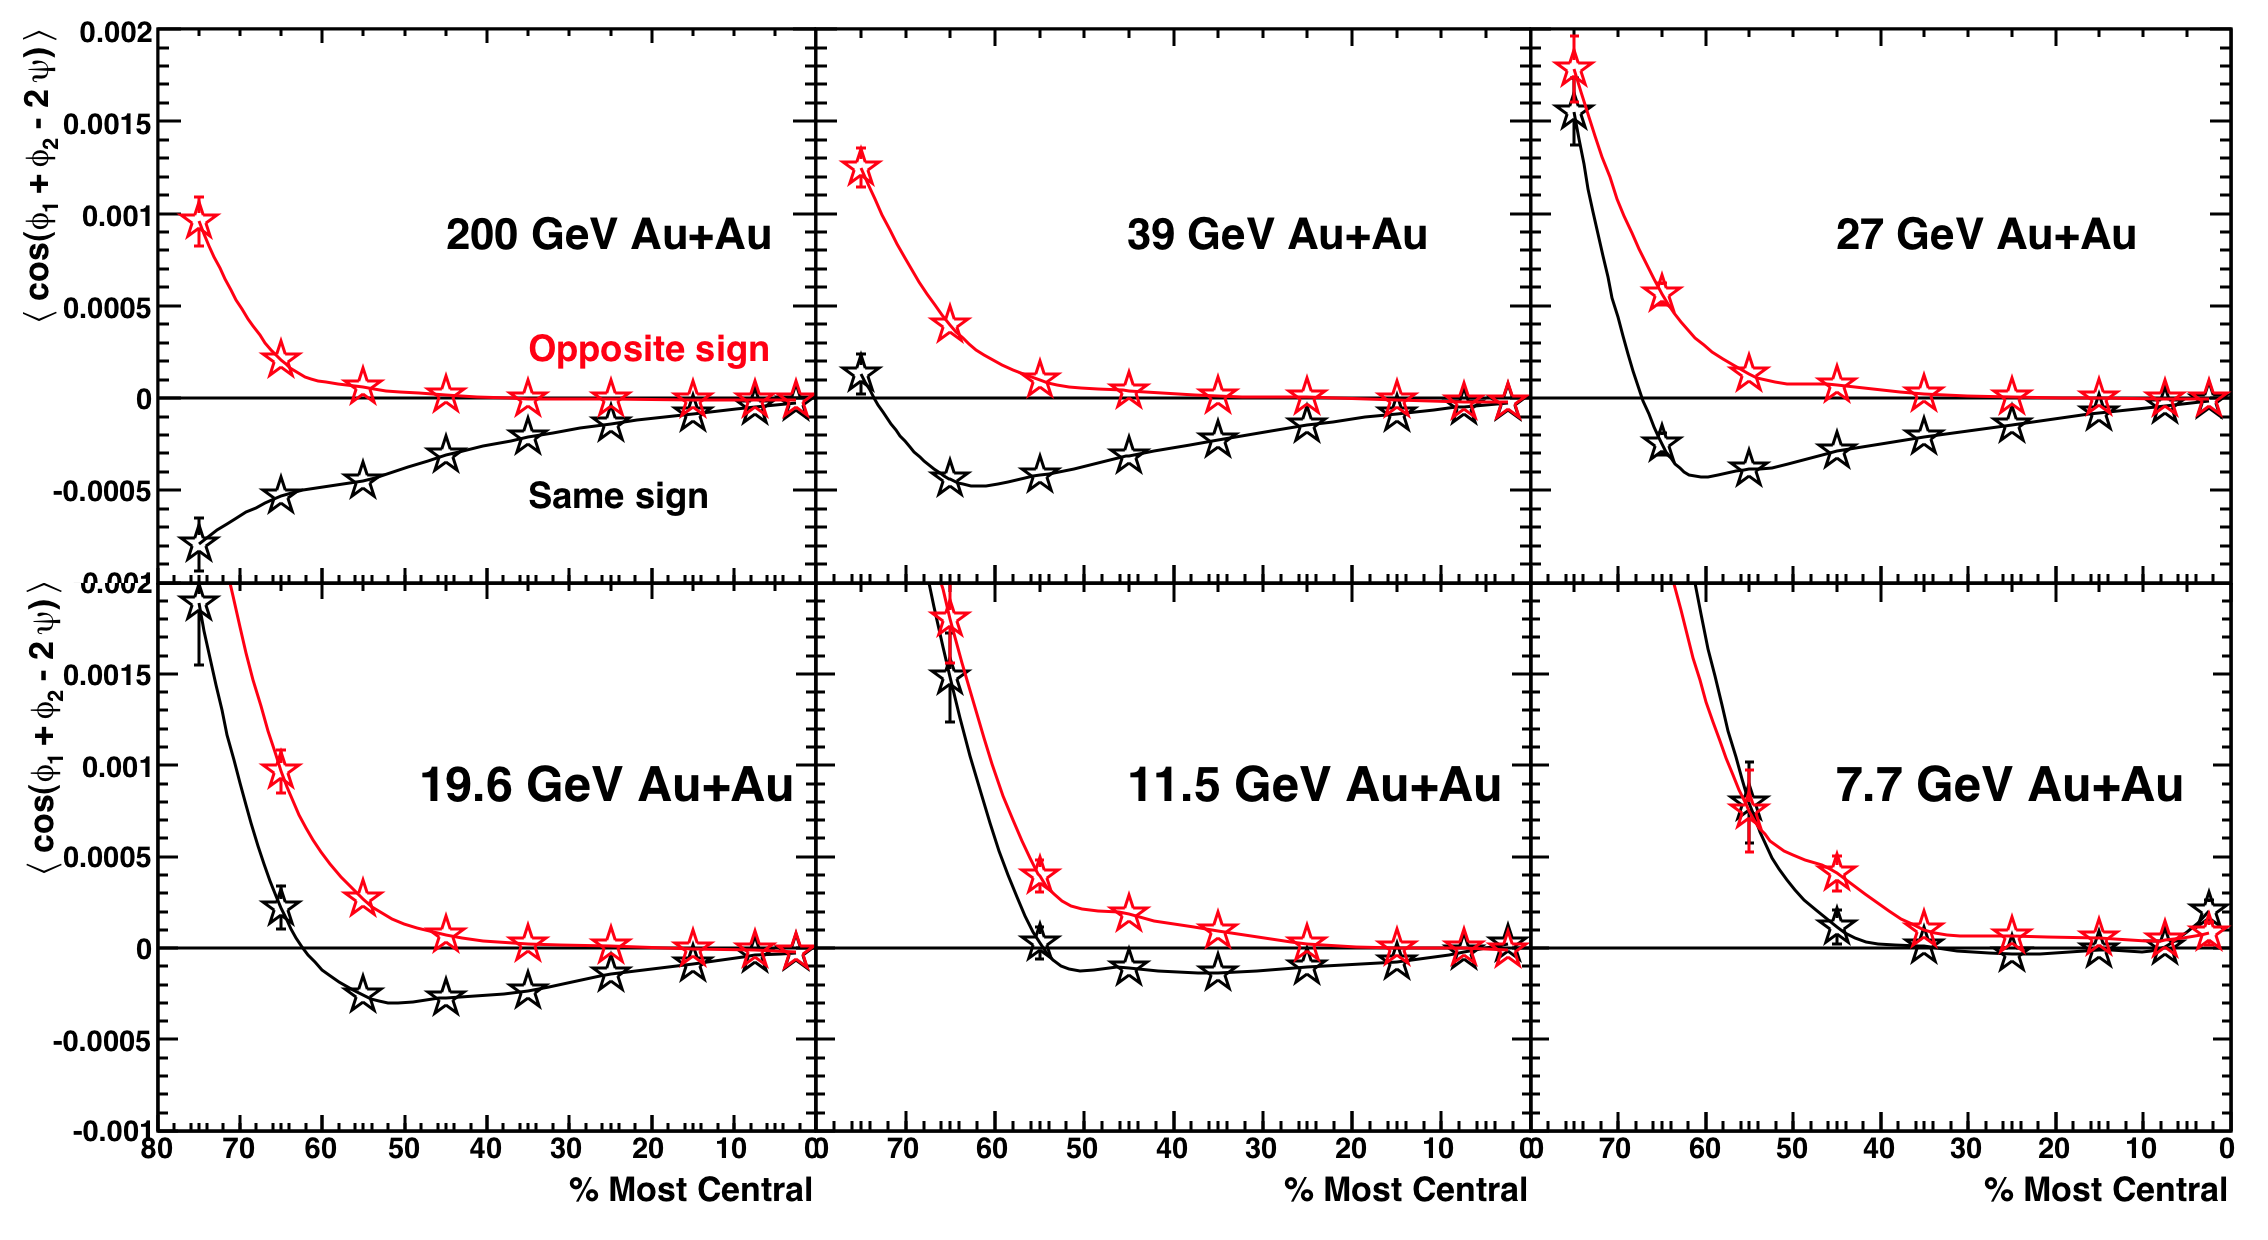 ⟨ cos(ϕ₁ + ϕ₂ - 2 ψ) ⟩
0.002
0.0015
0.001
0.0005
0
-0.0005
200 GeV Au+Au
Opposite sign
Same sign
39 GeV Au+Au
27 GeV Au+Au
⟨ cos(ϕ₁ + ϕ₂ - 2 ψ) ⟩
0.002
0.0015
0.001
0.0005
0
-0.0005
-0.001
19.6 GeV Au+Au
11.5 GeV Au+Au
7.7 GeV Au+Au
80 70 60 50 40 30 20 10 0
70 60 50 40 30 20 10 0
70 60 50 40 30 20 10 0
% Most Central
% Most Central
% Most Central